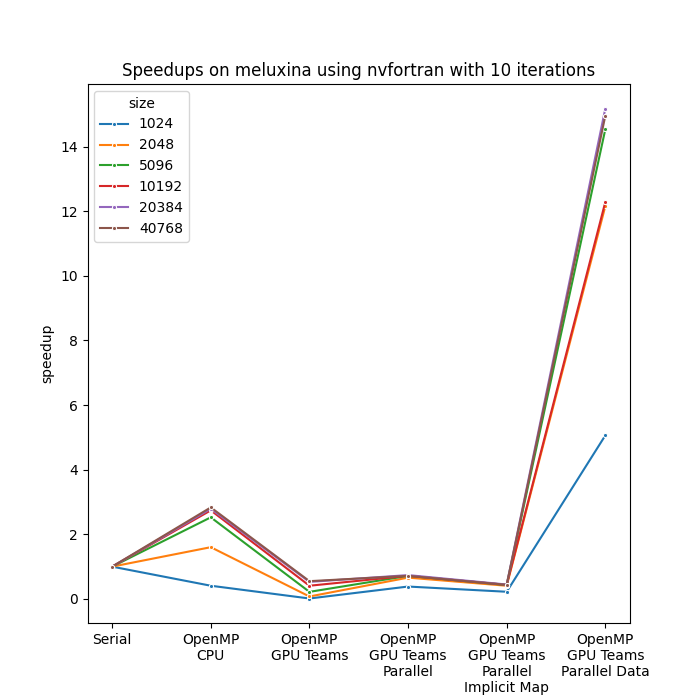 Speedups on meluxina using nvfortran with 10 iterations
size
1024
2048
5096
10192
20384
40768
speedup
14
12
10
8
6
4
2
0
Serial
OpenMP
CPU
OpenMP
GPU Teams
OpenMP
GPU Teams
Parallel
OpenMP
GPU Teams
Parallel
Implicit Map
OpenMP
GPU Teams
Parallel Data